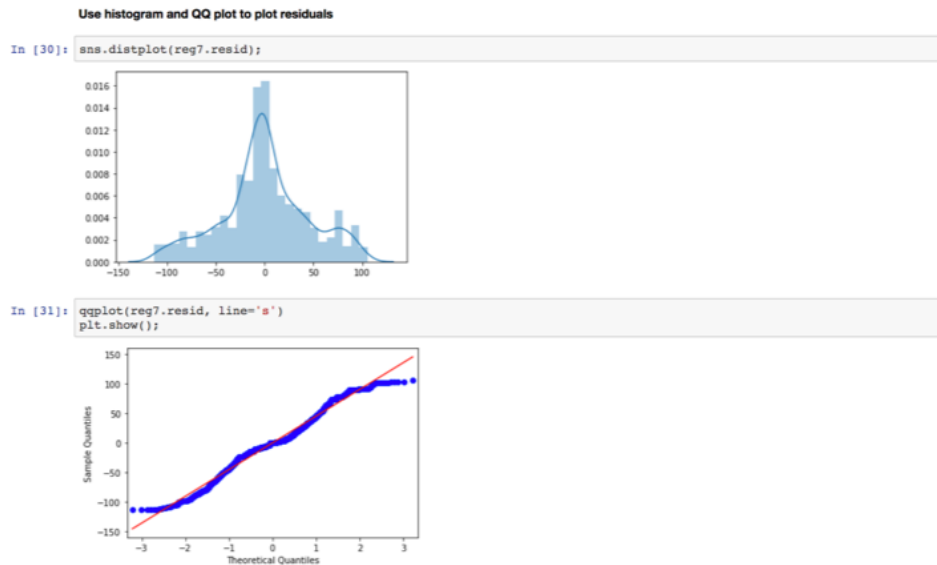 Use histogram and QQ plot to plot residuals
In [30]: sns.distplot(reg7.resid);
0.016
0.014
0.012
0.010
0.008
0.006
0.004
0.002
0.000
−150 −100 −50 0 50 100
In [31]: qqplot(reg7.resid, line='s')
plt.show();
150
100
50
0
−50
−100
−150
Sample Quantiles
−3 −2 −1 0 1 2 3
Theoretical Quantiles